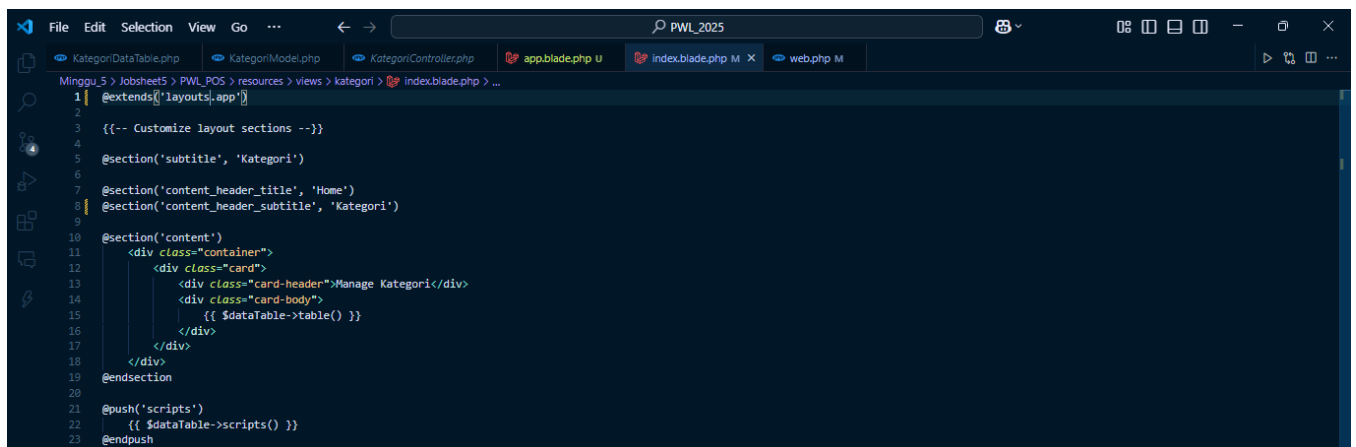 File Edit Selection View Go ... PWL_2025
KategoriDataTable.php KategoriModel.php KategoriController.php app.blade.php U index.blade.php M web.php M
Minggu_5 > Jobsheet5 > PWL_POS > resources > views > kategori > index.blade.php > ...
1 @extends('layouts.app')
2
3 {{-- Customize layout sections --}}
4
5 @section('subtitle', 'Kategori')
6
7 @section('content_header_title', 'Home')
8 @section('content_header_subtitle', 'Kategori')
9
10 @section('content')
11 <div class="container">
12 <div class="card">
13 <div class="card-header">Manage Kategori</div>
14 <div class="card-body">
15 {{ $dataTable->table() }}
16 </div>
17 </div>
18 </div>
19 @endsection
20
21 @push('scripts')
22 {{ $dataTable->scripts() }}
23 @endpush
4